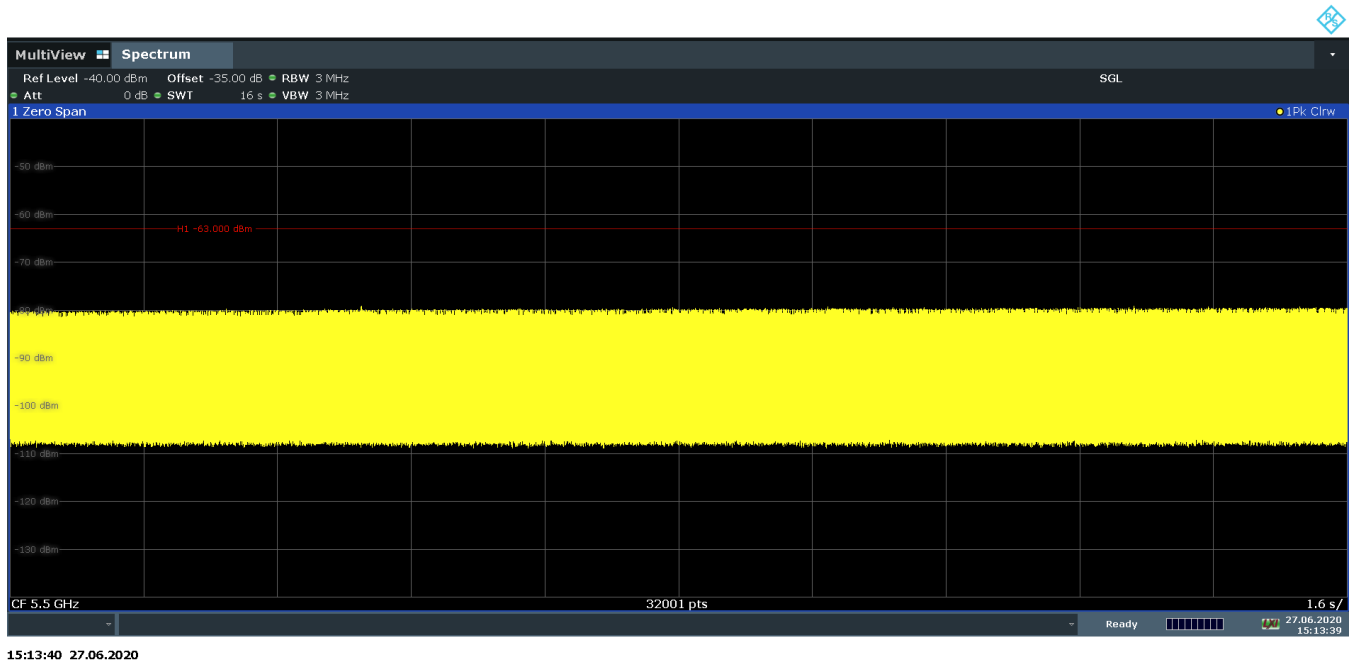 R&S
MultiView Spectrum
Ref Level -40.00 dBm Offset -35.00 dB RBW 3 MHz SGL
Att 0 dB SWT 16 s VBW 3 MHz
1 Zero Span 1Pk Clrw
-50 dBm
-60 dBm
H1 -63.000 dBm
-70 dBm
-80 dBm
-90 dBm
-100 dBm
-110 dBm
-120 dBm
-130 dBm
CF 5.5 GHz 32001 pts 1.6 s/
Ready 27.06.2020
15:13:39
15:13:40 27.06.2020